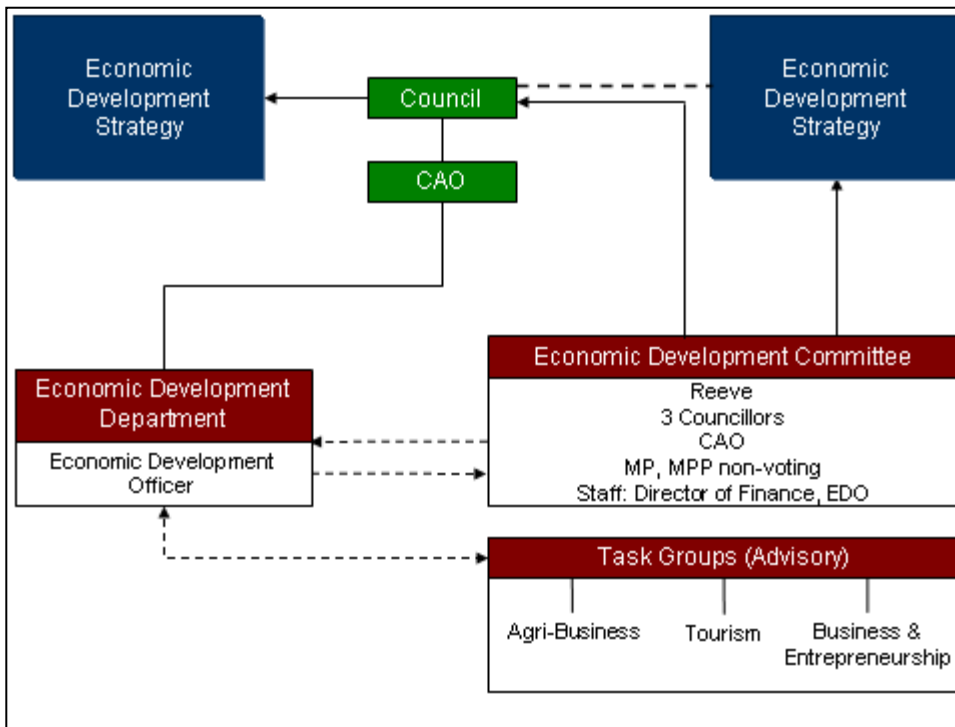 Economic
Development
Strategy
Council
Economic
Development
Strategy
CAO
Economic Development
Department
Economic Development
Officer
Economic Development Committee
Reeve
3 Councillors
CAO
MP, MPP non-voting
Staff: Director of Finance, EDO
Task Groups (Advisory)
Agri-Business
Tourism
Business &
Entrepreneurship